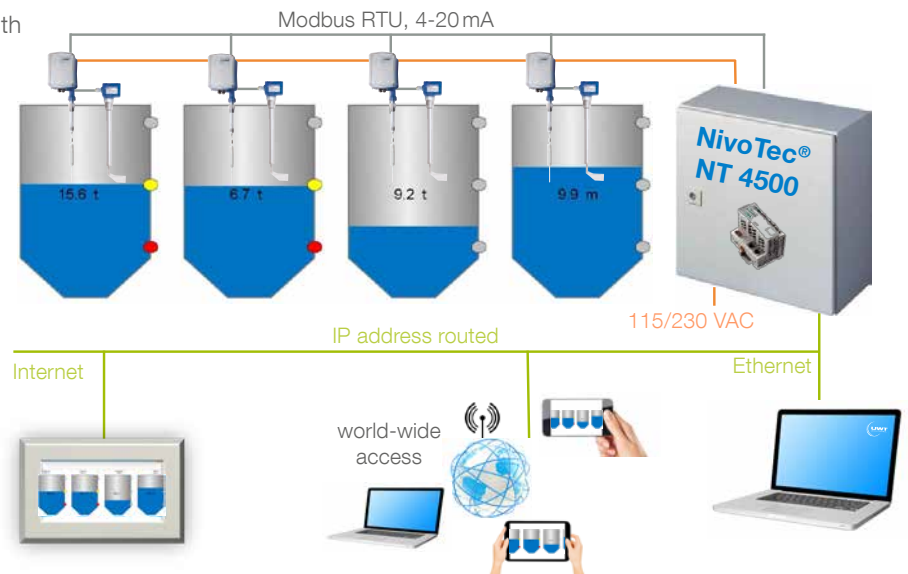 th
Modbus RTU, 4-20 mA
15.6 t
6.7 t
9.2 t
9.9 m
NivoTec®
NT 4500
115/230 VAC
IP address routed
Internet
Ethernet
world-wide
access
UWT